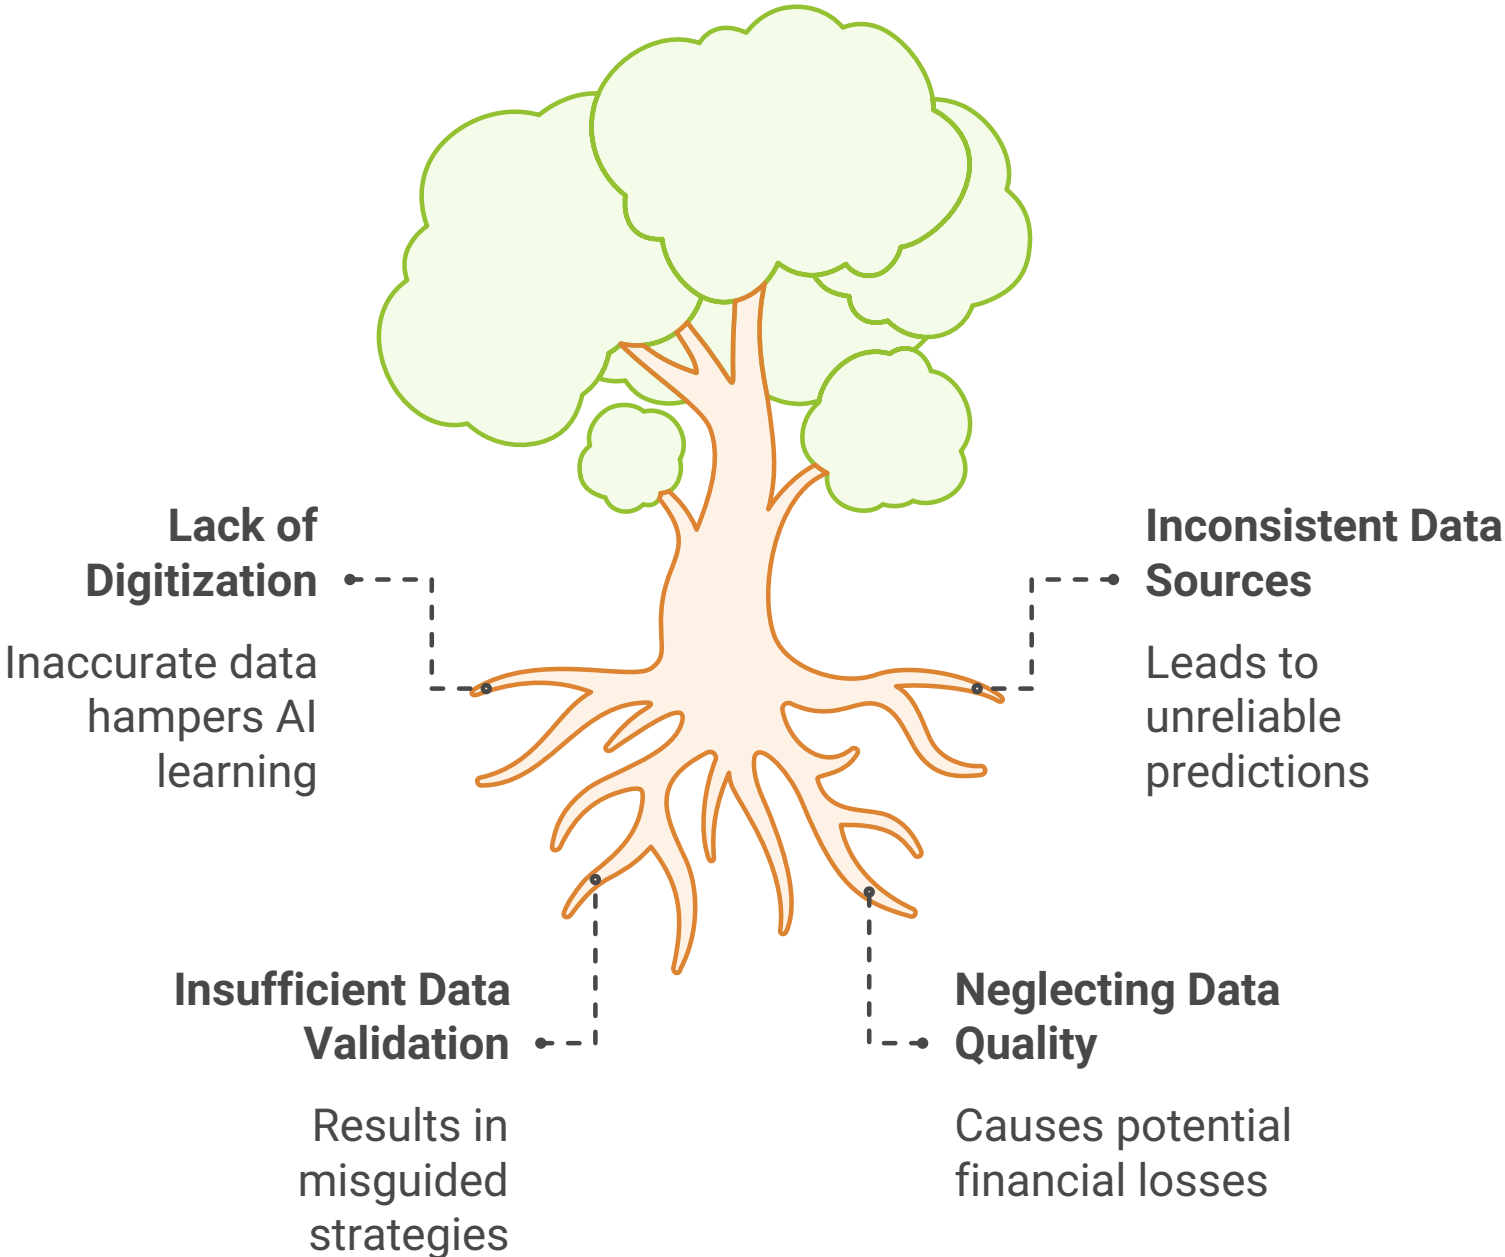 Lack of
Digitization
Inaccurate data
hampers AI
learning
Inconsistent Data
Sources
Leads to
unreliable
predictions
Insufficient Data
Validation
Results in
misguided
strategies
Neglecting Data
Quality
Causes potential
financial losses